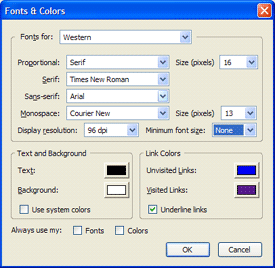 Fonts & Colors
Fonts for: Western
Proportional: Serif Size (pixels) 16
Serif: Times New Roman
Sans-serif: Arial
Monospace: Courier New Size (pixels) 13
Display resolution: 96 dpi Minimum font size: None
Text and Background Link Colors
Text: Unvisited Links:
Background: Visited Links:
Use system colors Underline links
Always use my: Fonts Colors
OK Cancel